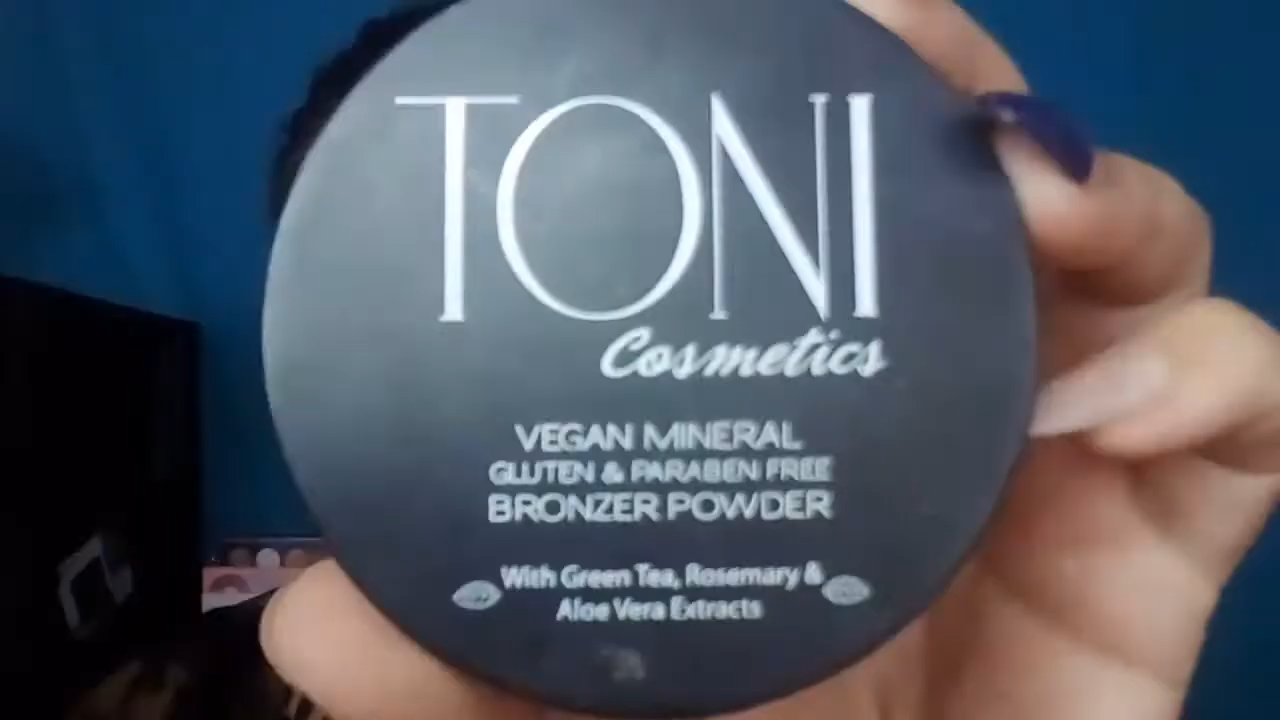 TONI
Cosmetics
VEGAN MINERAL
GLUTEN & PARABEN FREE
BRONZER POWDER
With Green Tea, Rosemary &
Aloe Vera Extracts